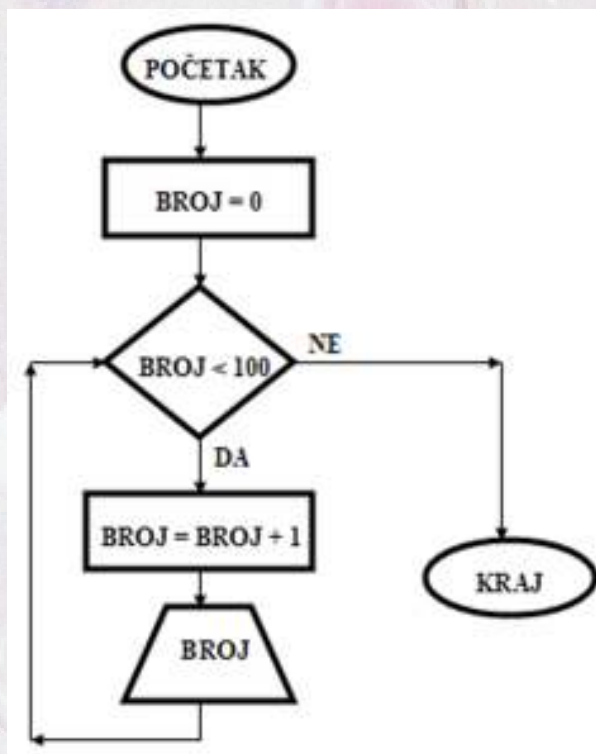 POČETAK
BROJ = 0
BROJ < 100
NE
DA
BROJ = BROJ + 1
BROJ
KRAJ